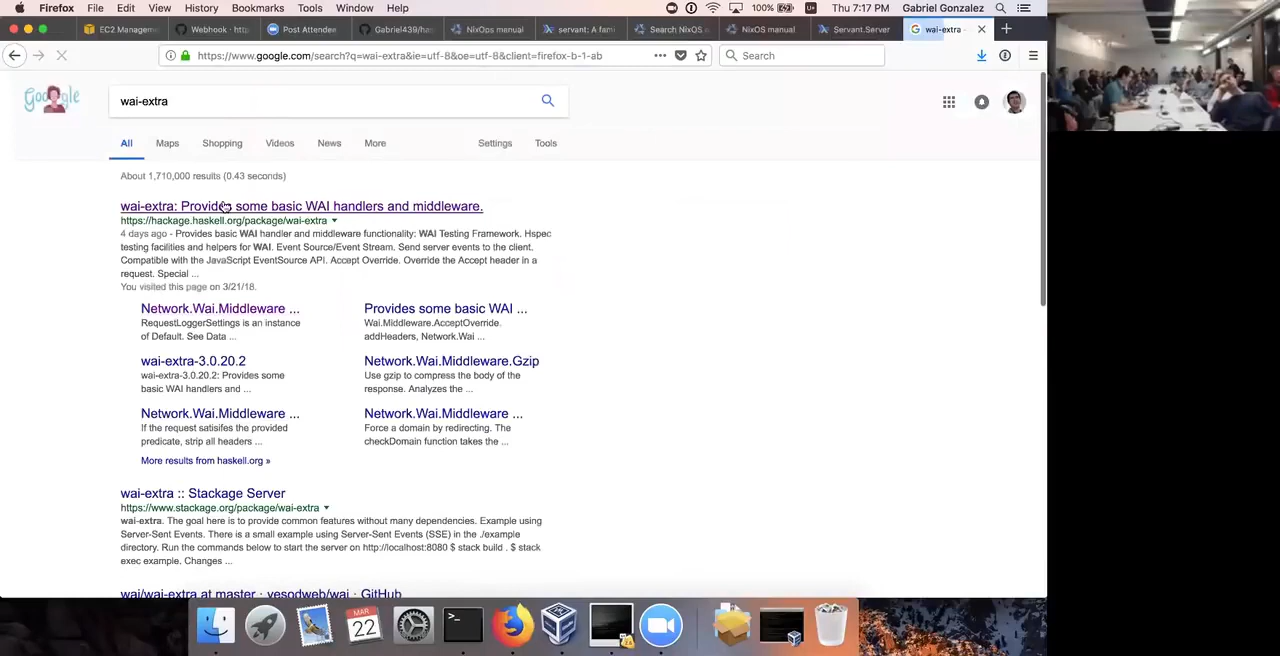 Firefox File Edit View History Bookmarks Tools Window Help 100% Thu 7:17 PM Gabriel Gonzalez
EC2 Manageme Webhook · http Post Attendee Gabriel439/has NixOps manual servant: A fami Search NixOS o NixOS manual Servant.Server wai-extra -
https://www.google.com/search?q=wai-extra&ie=utf-8&oe=utf-8&client=firefox-b-1-ab Search
wai-extra
All Maps Shopping Videos News More Settings Tools
About 1,710,000 results (0.43 seconds)
wai-extra: Provides some basic WAI handlers and middleware.
https://hackage.haskell.org/package/wai-extra
4 days ago - Provides basic WAI handler and middleware functionality: WAI Testing Framework. Hspec
testing facilities and helpers for WAI. Event Source/Event Stream. Send server events to the client.
Compatible with the JavaScript EventSource API. Accept Override. Override the Accept header in a
request. Special ...
You visited this page on 3/21/18.
Network.Wai.Middleware ...
RequestLoggerSettings is an instance
of Default. See Data ...
Provides some basic WAI ...
Wai.Middleware.AcceptOverride.
addHeaders, Network.Wai ...
wai-extra-3.0.20.2
wai-extra-3.0.20.2: Provides some
basic WAI handlers and ...
Network.Wai.Middleware.Gzip
Use gzip to compress the body of the
response. Analyzes the ...
Network.Wai.Middleware ...
If the request satisifes the provided
predicate, strip all headers ...
Network.Wai.Middleware ...
Force a domain by redirecting. The
checkDomain function takes the ...
More results from haskell.org »
wai-extra :: Stackage Server
https://www.stackage.org/package/wai-extra
wai-extra. The goal here is to provide common features without many dependencies. Example using
Server-Sent Events. There is a small example using Server-Sent Events (SSE) in the ./example
directory. Run the commands below to start the server on http://localhost:8080 $ stack build . $ stack
exec example. Changes ...
wai/wai-extra at master · yesodweb/wai · GitHub
MAR
22